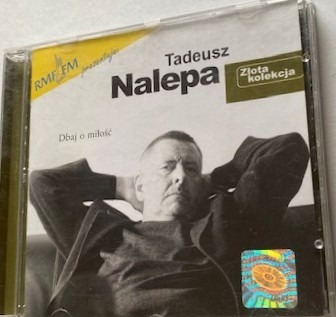 RMF FM
prezentuje:
Tadeusz
Nalepa
Złota
kolekcja
Dbaj o miłość